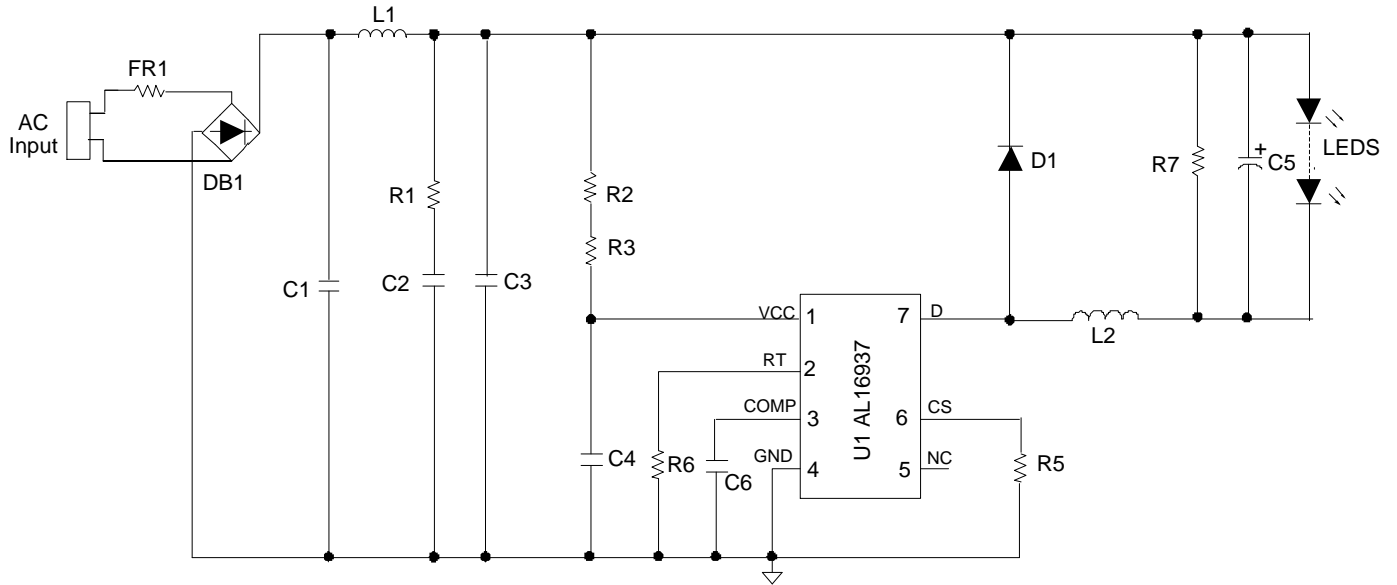 L1
FR1
AC
Input
DB1
R1
R2
R3
D1
R7
C5
+
LEDS
C1
C2
C3
VCC
1
7
D
L2
RT
2
COMP
3
6
CS
GND
4
5
NC
U1 AL16937
C4
R6
C6
R5